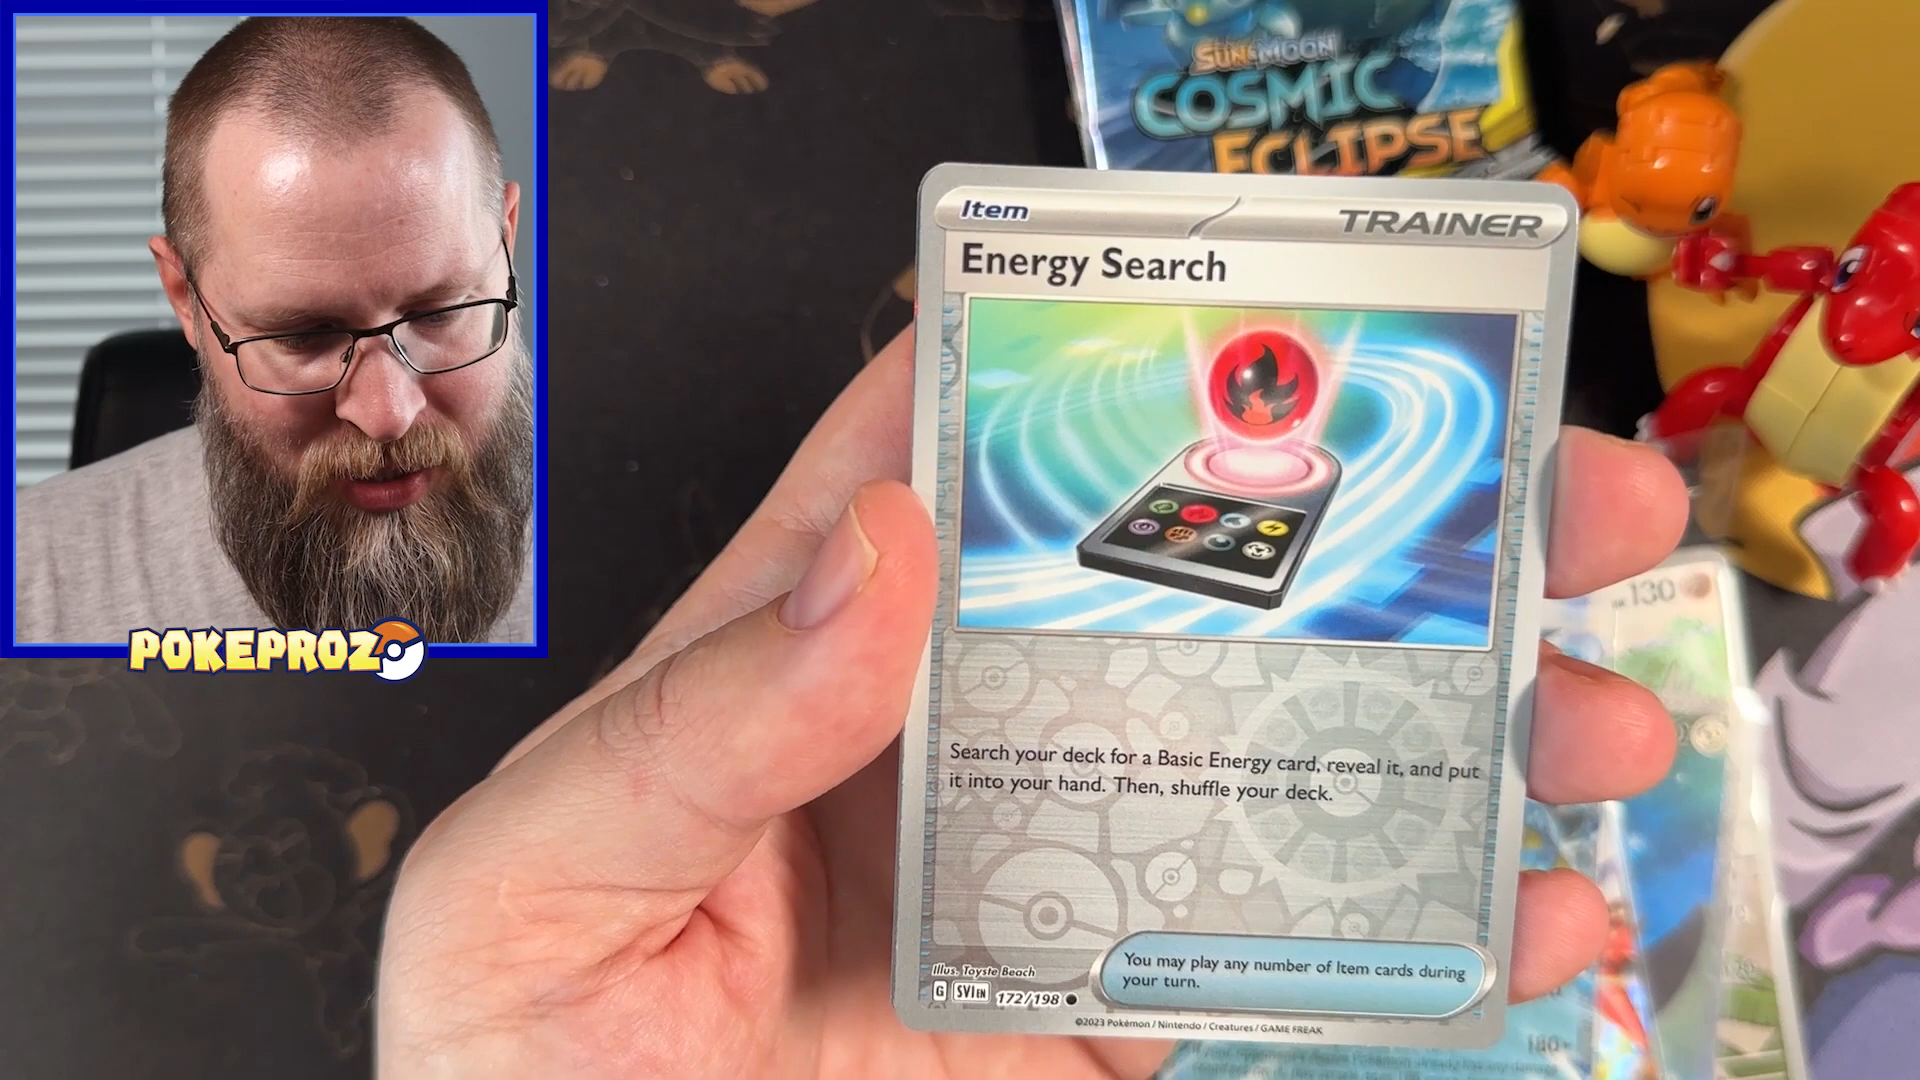 SUN & MOON
COSMIC
ECLIPSE
Item
TRAINER
Energy Search
POKEPROZ
130
Search your deck for a Basic Energy card, reveal it, and put
it into your hand. Then, shuffle your deck.
You may play any number of Item cards during
your turn.
Illus. Toyste Beach
G SVI EN 172/198
©2023 Pokémon / Nintendo / Creatures / GAME FREAK
180